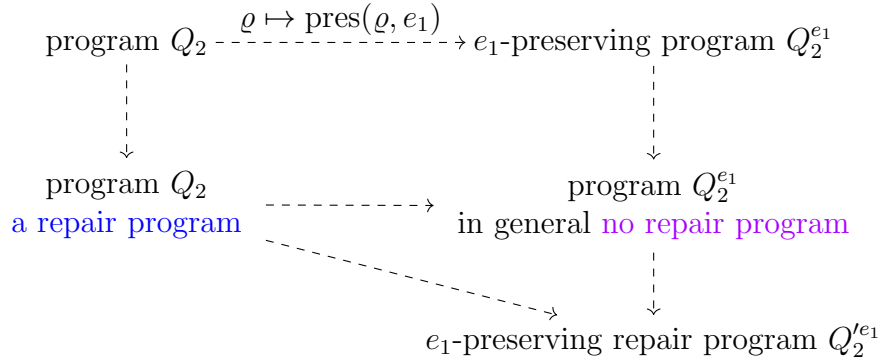 ϱ ↦ pres(ϱ, e₁)
program Q₂ e₁-preserving program Q₂^{e₁}
program Q₂
a repair program
program Q₂^{e₁}
in general no repair program
e₁-preserving repair program Q₂′^{e₁}